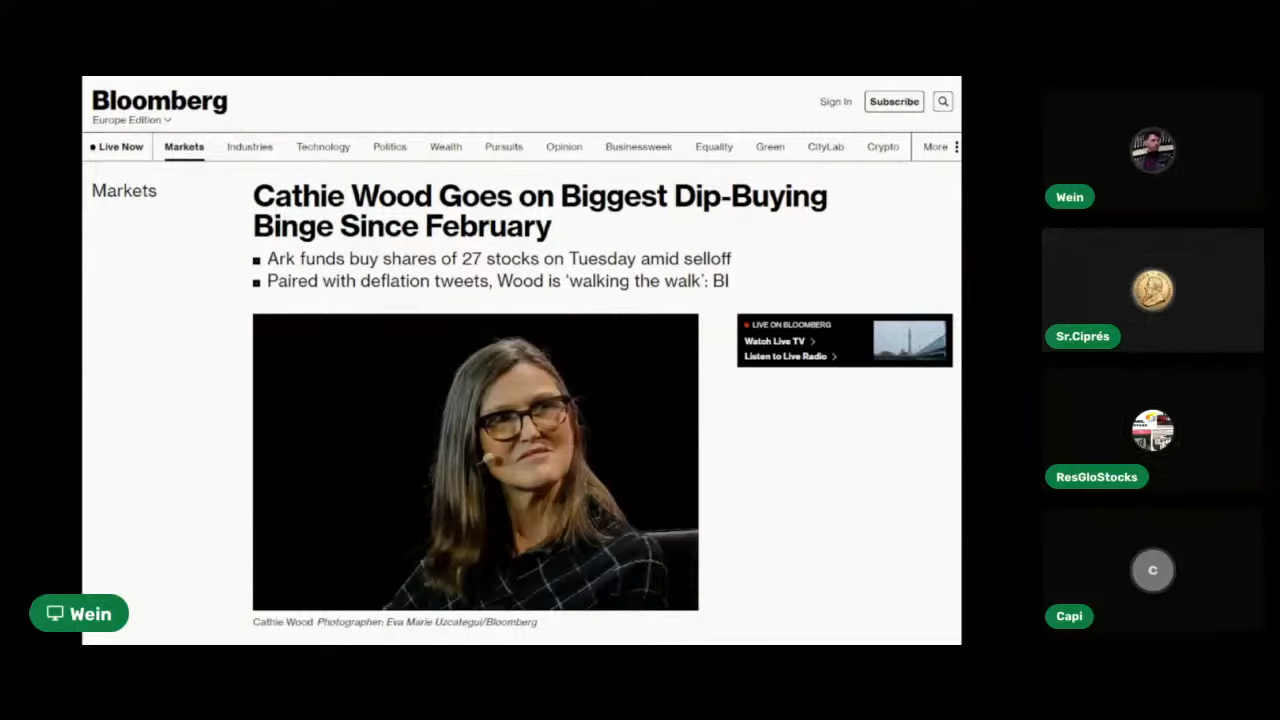 Bloomberg
Europe Edition
Sign In
Subscribe
Live Now
Markets
Industries
Technology
Politics
Wealth
Pursuits
Opinion
Businessweek
Equality
Green
CityLab
Crypto
More
Markets
Cathie Wood Goes on Biggest Dip-Buying
Binge Since February
Ark funds buy shares of 27 stocks on Tuesday amid selloff
Paired with deflation tweets, Wood is ‘walking the walk’: BI
LIVE ON BLOOMBERG
Watch Live TV
Listen to Live Radio
Cathie Wood Photographer: Eva Marie Uzcategui/Bloomberg
Wein
Wein
Sr.Ciprés
ResGloStocks
C
Capi